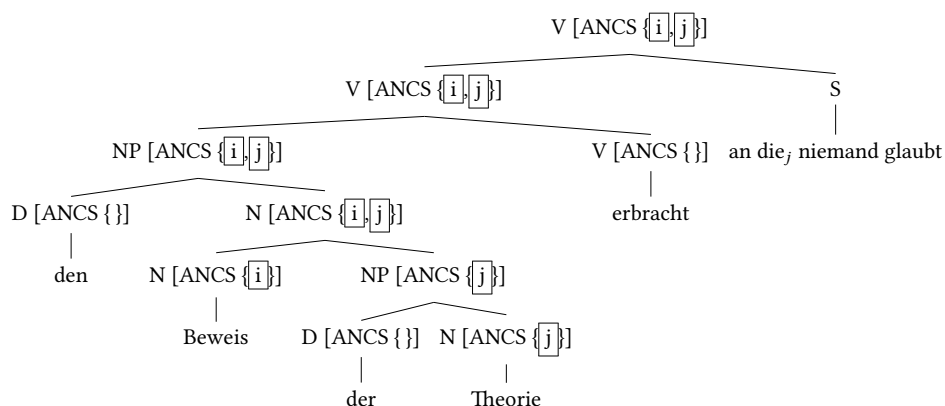 V [ANCS {i,j}]
V [ANCS {i,j}] S
NP [ANCS {i,j}] V [ANCS {}] an die_j niemand glaubt
D [ANCS {}] N [ANCS {i,j}] erbracht
den N [ANCS {i}] NP [ANCS {j}]
Beweis D [ANCS {}] N [ANCS {j}]
der Theorie